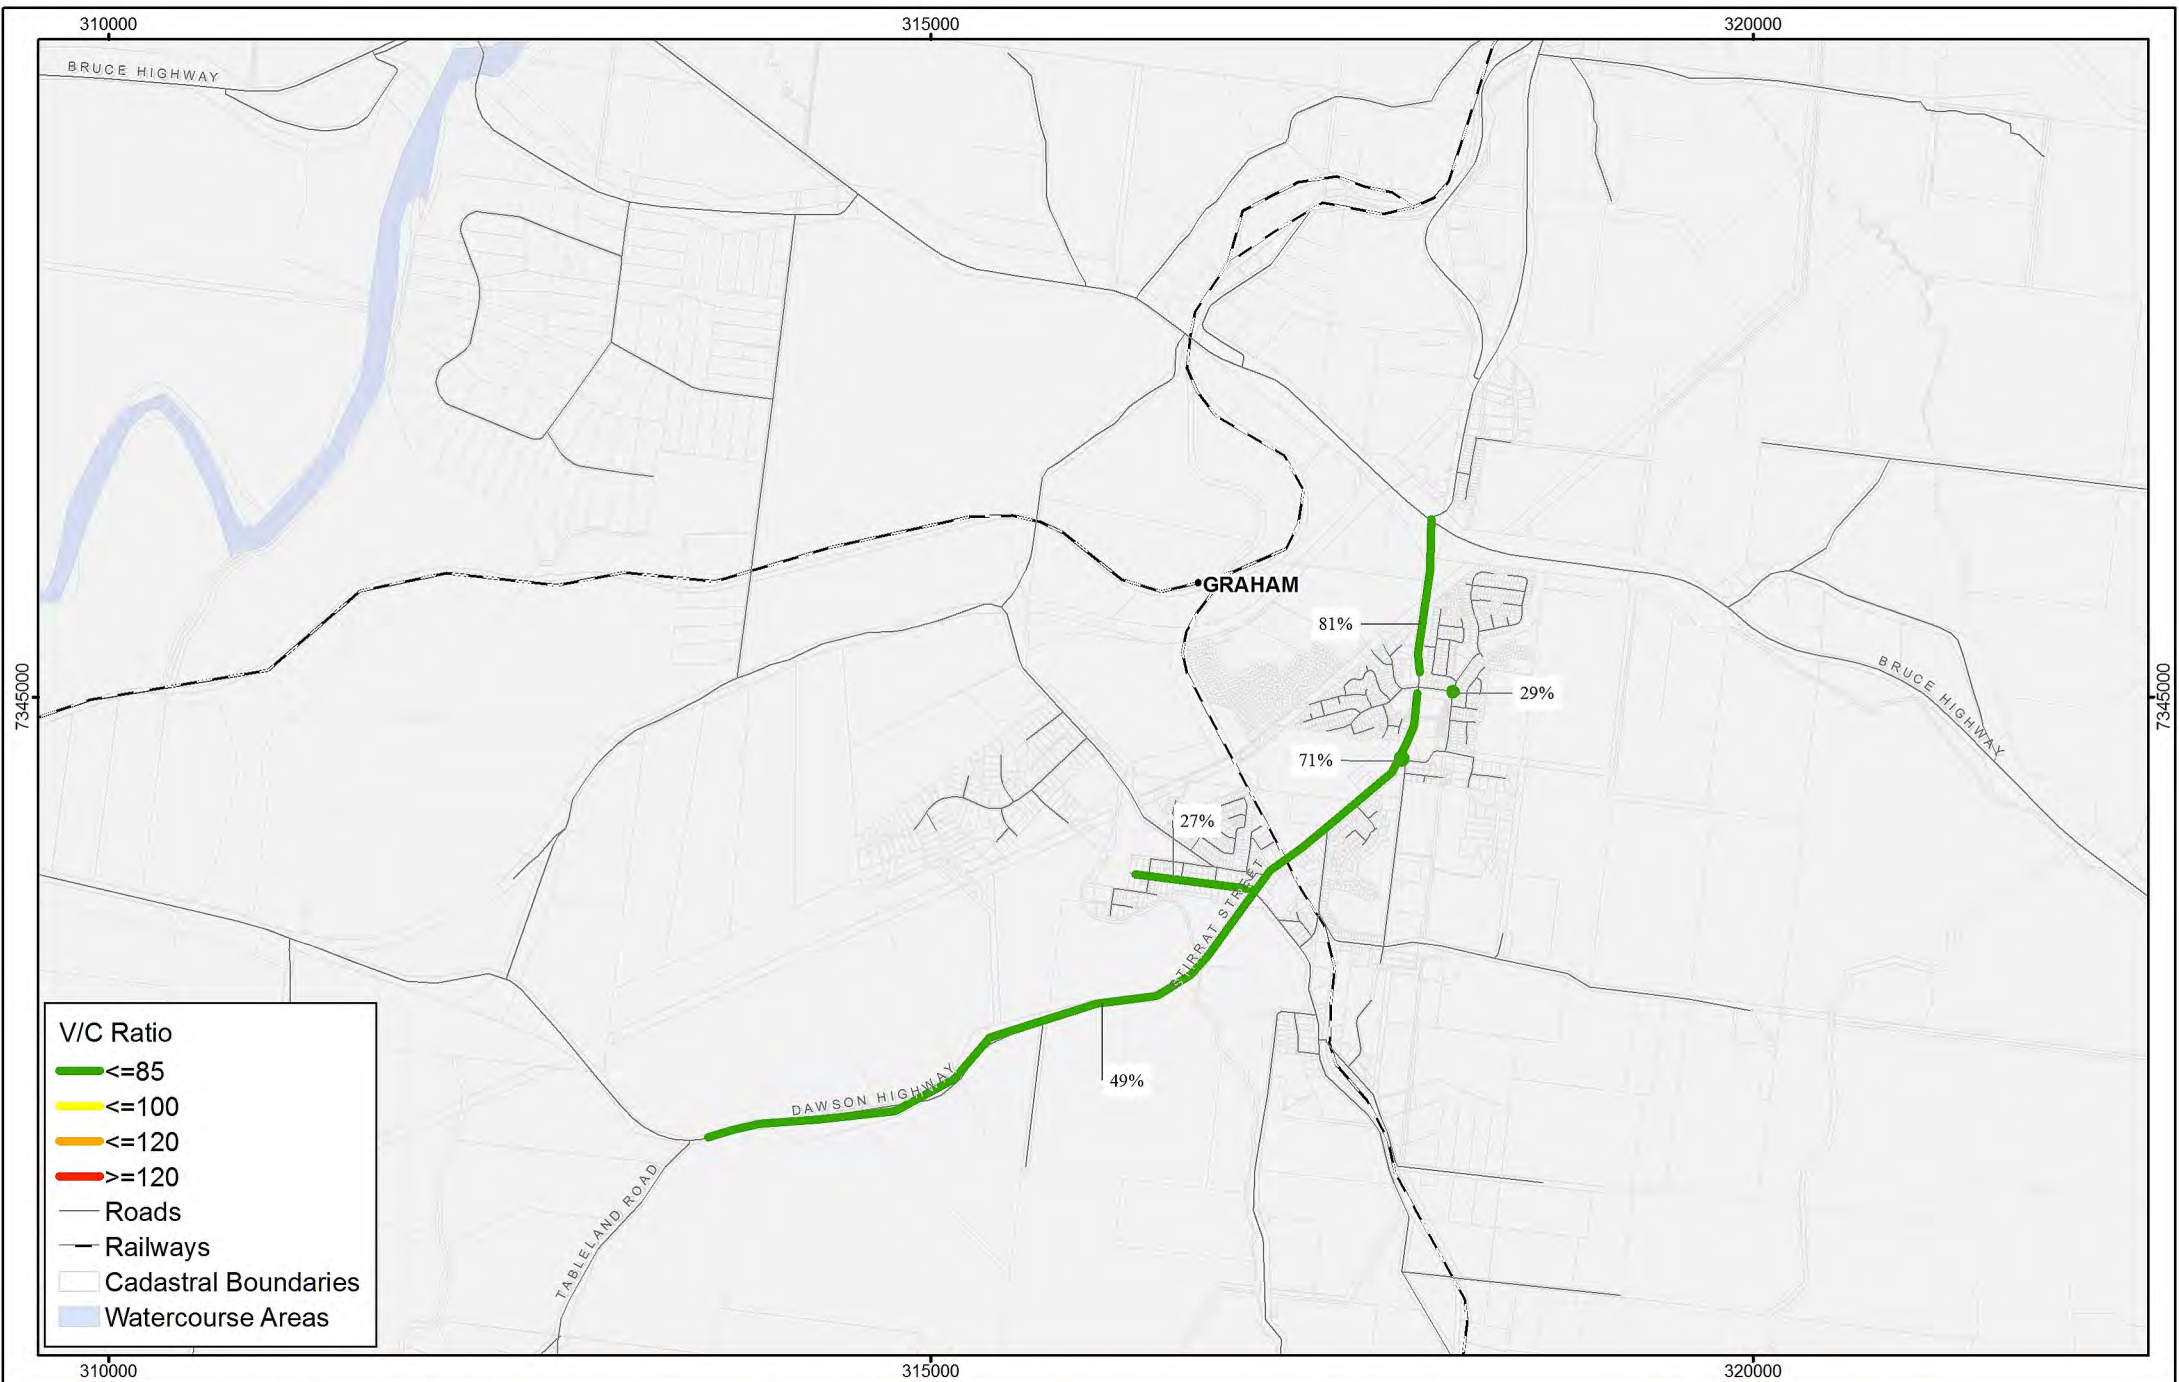 310000
315000
320000
BRUCE HIGHWAY
GRAHAM
81%
7345000
7345000
BRUCE HIGHWAY
29%
71%
27%
STIRRAT STREET
49%
DAWSON HIGHWAY
TABLELAND ROAD
V/C Ratio
<=85
<=100
<=120
>=120
Roads
Railways
Cadastral Boundaries
Watercourse Areas
310000
315000
320000